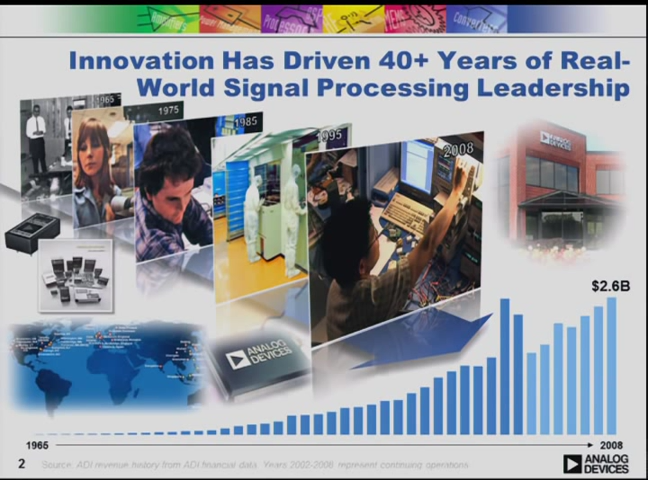 Innovation Has Driven 40+ Years of Real-
World Signal Processing Leadership
1965
1975
1985
1995
2008
ANALOG
DEVICES
ANALOG
DEVICES
$2.6B
1965
2008
2
Source: ADI revenue history from ADI financial data. Years 2002-2008 represent continuing operations
ANALOG
DEVICES